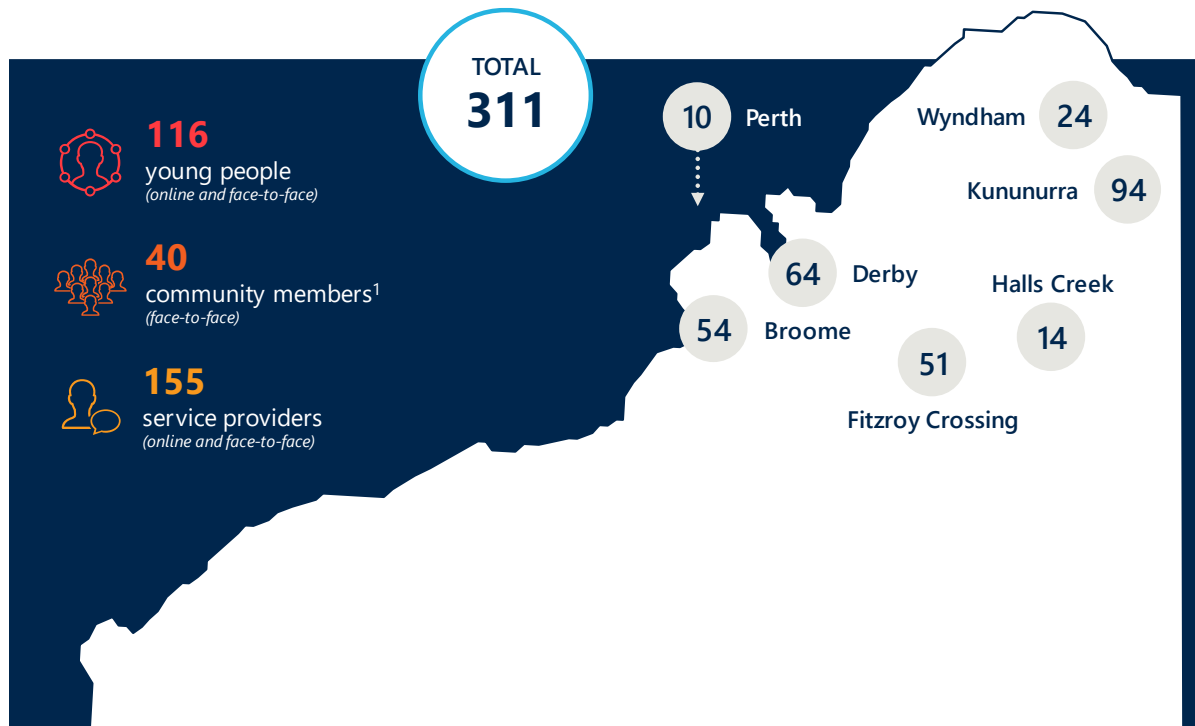 TOTAL
311
116
young people
(online and face-to-face)
40
community members¹
(face-to-face)
155
service providers
(online and face-to-face)
10
Perth
Wyndham
24
Kununurra
94
64
Derby
Halls Creek
14
54
Broome
51
Fitzroy Crossing